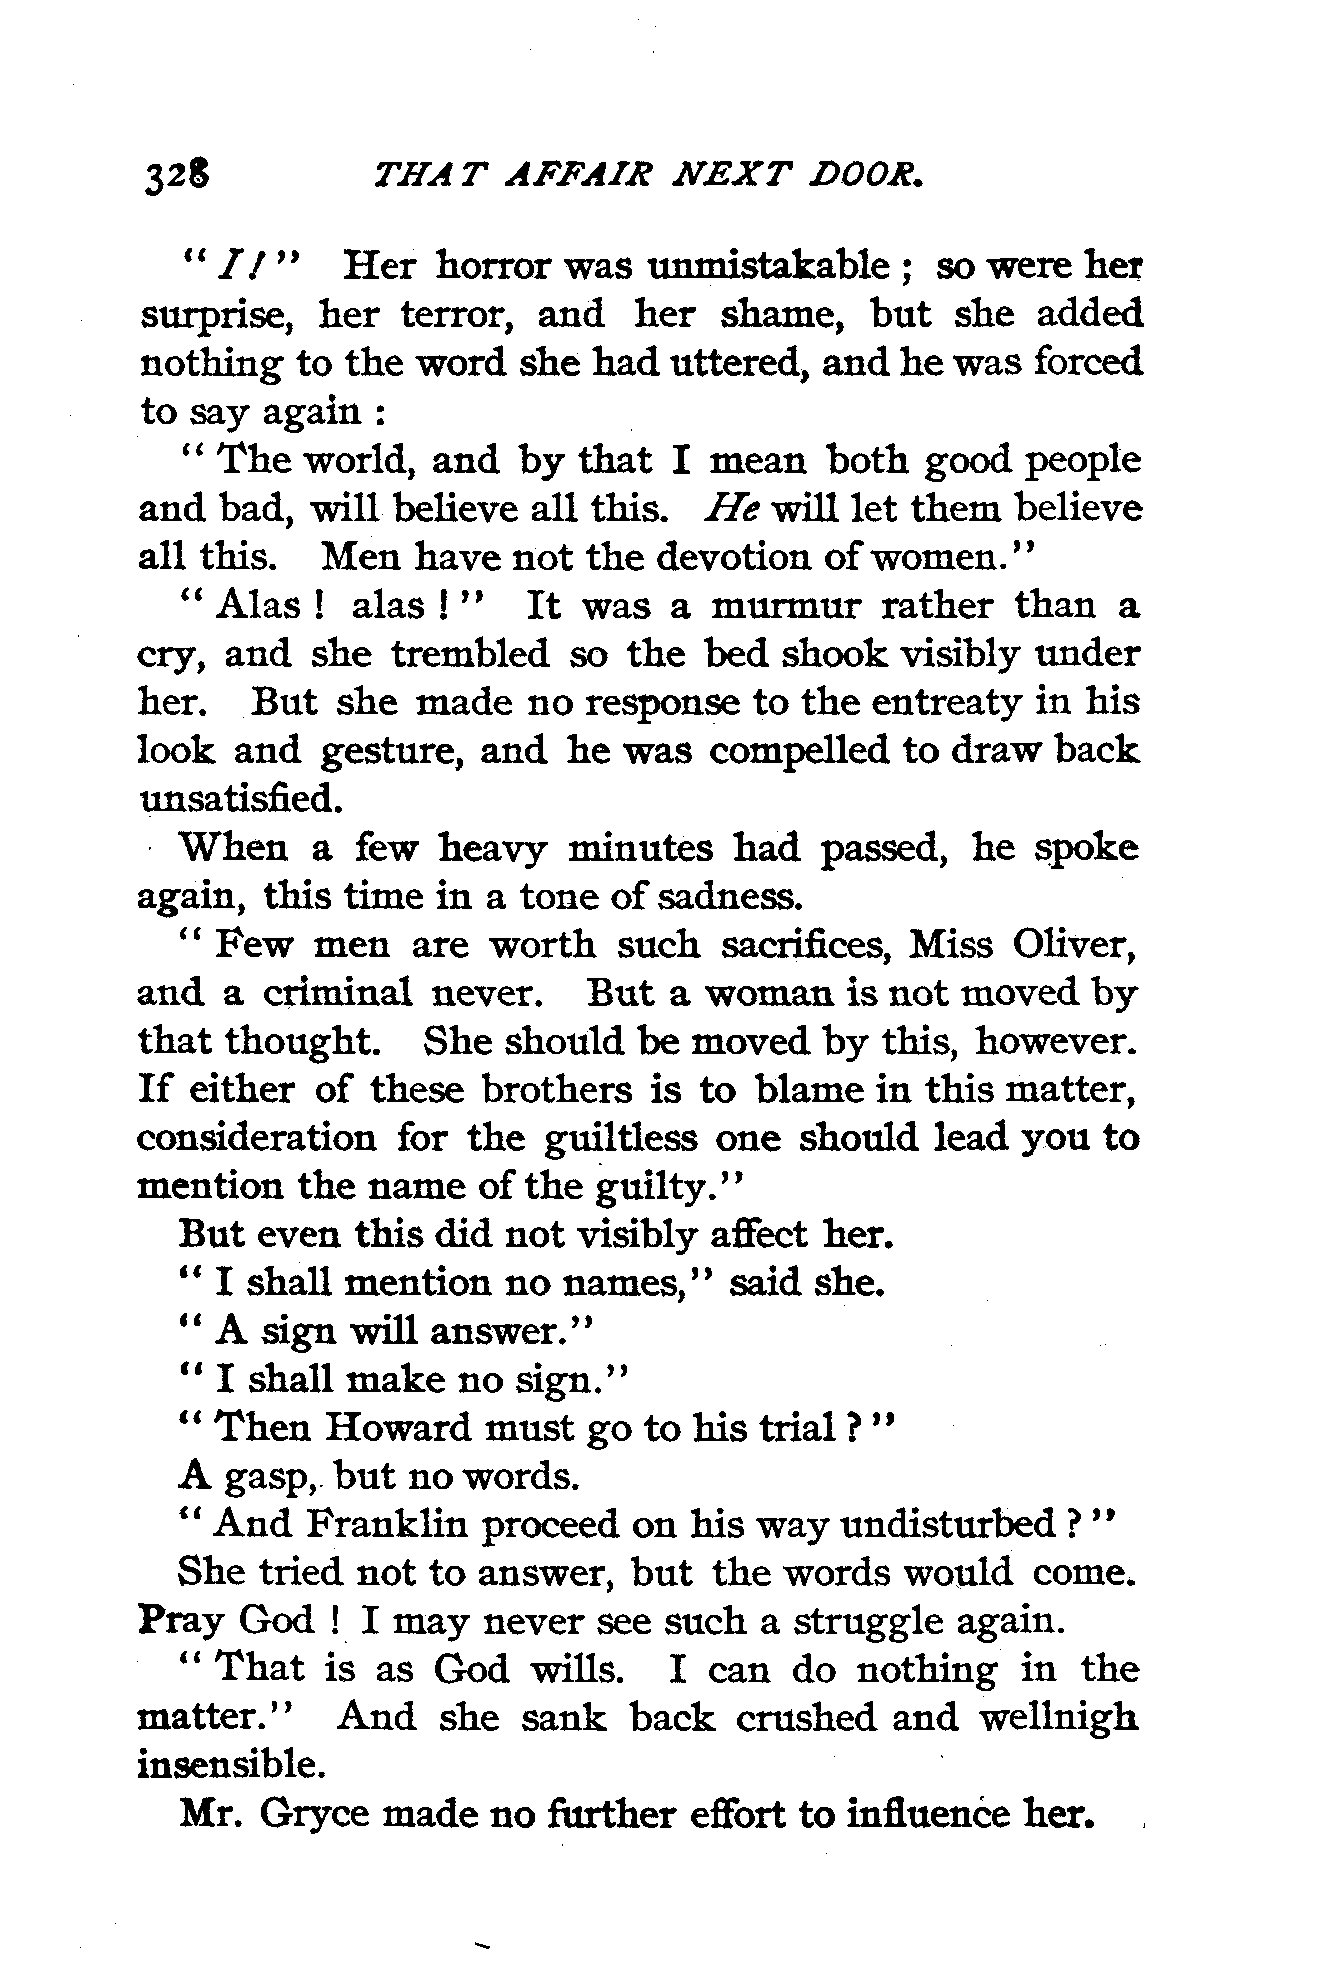 328 THAT AFFAIR NEXT DOOR.
" I! " Her horror was unmistakable ; so were her
surprise, her terror, and her shame, but she added
nothing to the word she had uttered, and he was forced
to say again :
" The world, and by that I mean both good people
and bad, will believe all this. He will let them believe
all this. Men have not the devotion of women."
" Alas ! alas ! " It was a murmur rather than a
cry, and she trembled so the bed shook visibly under
her. But she made no response to the entreaty in his
look and gesture, and he was compelled to draw back
unsatisfied.
When a few heavy minutes had passed, he spoke
again, this time in a tone of sadness.
" Few men are worth such sacrifices, Miss Oliver,
and a criminal never. But a woman is not moved by
that thought. She should be moved by this, however.
If either of these brothers is to blame in this matter,
consideration for the guiltless one should lead you to
mention the name of the guilty."
But even this did not visibly affect her.
" I shall mention no names," said she.
" A sign will answer."
" I shall make no sign."
" Then Howard must go to his trial ? "
A gasp, but no words.
" And Franklin proceed on his way undisturbed ? "
She tried not to answer, but the words would come.
Pray God ! I may never see such a struggle again.
" That is as God wills. I can do nothing in the
matter." And she sank back crushed and wellnigh
insensible.
Mr. Gryce made no further effort to influence her.